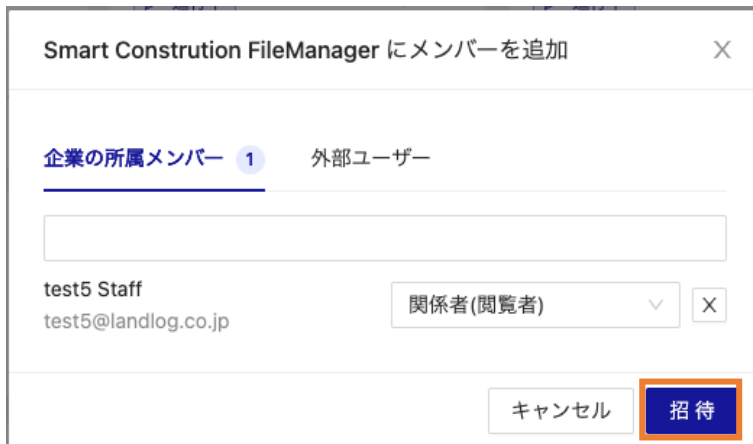 Smart Constrution FileManager にメンバーを追加
企業の所属メンバー 1 外部ユーザー
test5 Staff
test5@landlog.co.jp
関係者(閲覧者)
キャンセル 招待